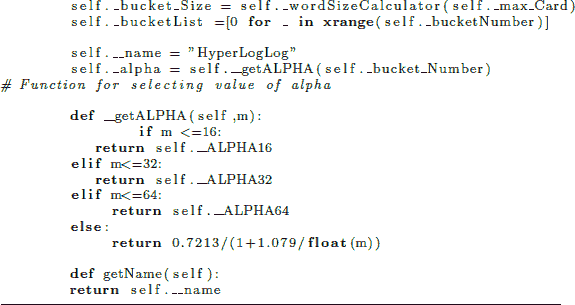 self._bucket_Size = self._wordSizeCalculator(self._max_Card)
self._bucketList =[0 for _ in xrange(self._bucketNumber)]
self.__name = "HyperLogLog"
self._alpha = self.__getALPHA(self._bucket_Number)
# Function for selecting value of alpha
def __getALPHA(self,m):
if m <=16:
return self._ALPHA16
elif m<=32:
return self._ALPHA32
elif m<=64:
return self._ALPHA64
else:
return 0.7213/(1+1.079/float(m))
def getName(self):
return self.__name